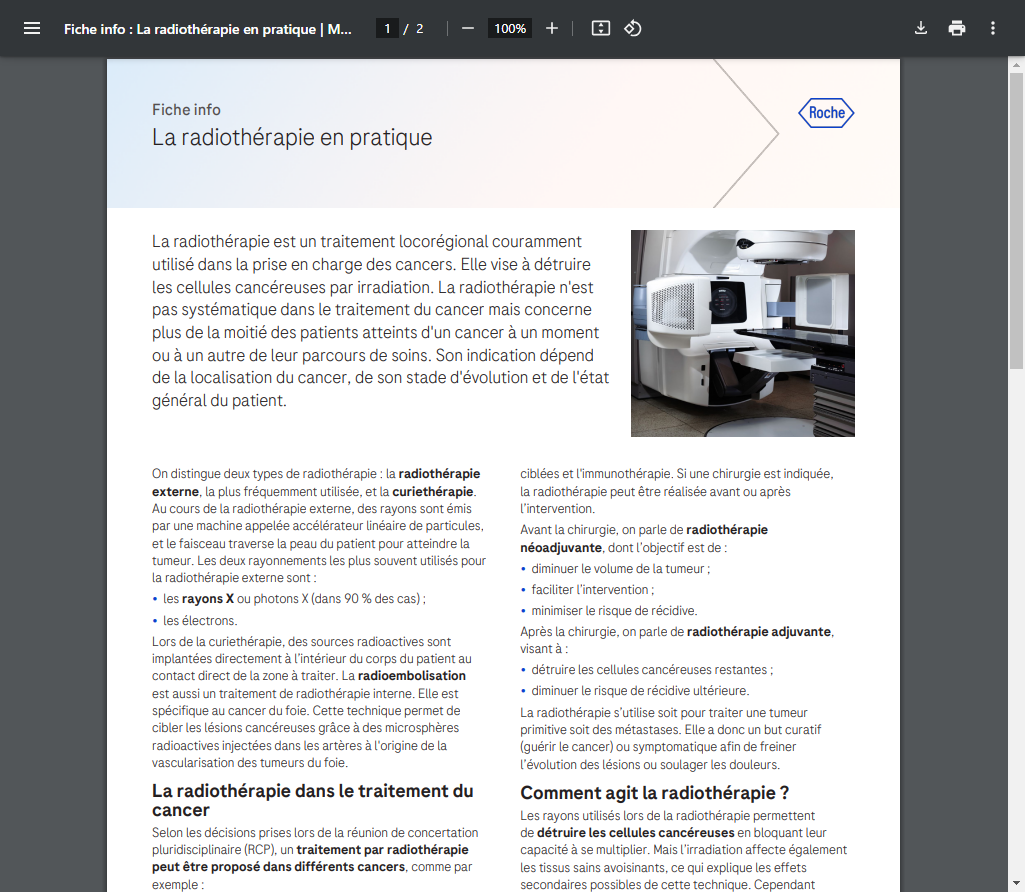 Fiche info : La radiothérapie en pratique | M...
1 / 2
100%
Fiche info
La radiothérapie en pratique
Roche
La radiothérapie est un traitement locorégional couramment
utilisé dans la prise en charge des cancers. Elle vise à détruire
les cellules cancéreuses par irradiation. La radiothérapie n'est
pas systématique dans le traitement du cancer mais concerne
plus de la moitié des patients atteints d'un cancer à un moment
ou à un autre de leur parcours de soins. Son indication dépend
de la localisation du cancer, de son stade d'évolution et de l'état
général du patient.
On distingue deux types de radiothérapie : la radiothérapie
externe, la plus fréquemment utilisée, et la curiethérapie.
Au cours de la radiothérapie externe, des rayons sont émis
par une machine appelée accélérateur linéaire de particules,
et le faisceau traverse la peau du patient pour atteindre la
tumeur. Les deux rayonnements les plus souvent utilisés pour
la radiothérapie externe sont :
• les rayons X ou photons X (dans 90 % des cas) ;
• les électrons.
Lors de la curiethérapie, des sources radioactives sont
implantées directement à l'intérieur du corps du patient au
contact direct de la zone à traiter. La radioembolisation
est aussi un traitement de radiothérapie interne. Elle est
spécifique au cancer du foie. Cette technique permet de
cibler les lésions cancéreuses grâce à des microsphères
radioactives injectées dans les artères à l'origine de la
vascularisation des tumeurs du foie.
La radiothérapie dans le traitement du
cancer
Selon les décisions prises lors de la réunion de concertation
pluridisciplinaire (RCP), un traitement par radiothérapie
peut être proposé dans différents cancers, comme par
exemple :
ciblées et l'immunothérapie. Si une chirurgie est indiquée,
la radiothérapie peut être réalisée avant ou après
l'intervention.
Avant la chirurgie, on parle de radiothérapie
néoadjuvante, dont l'objectif est de :
• diminuer le volume de la tumeur ;
• faciliter l'intervention ;
• minimiser le risque de récidive.
Après la chirurgie, on parle de radiothérapie adjuvante,
visant à :
• détruire les cellules cancéreuses restantes ;
• diminuer le risque de récidive ultérieure.
La radiothérapie s'utilise soit pour traiter une tumeur
primitive soit des métastases. Elle a donc un but curatif
(guérir le cancer) ou symptomatique afin de freiner
l'évolution des lésions ou soulager les douleurs.
Comment agit la radiothérapie ?
Les rayons utilisés lors de la radiothérapie permettent
de détruire les cellules cancéreuses en bloquant leur
capacité à se multiplier. Mais l'irradiation affecte également
les tissus sains avoisinants, ce qui explique les effets
secondaires possibles de cette technique. Cependant